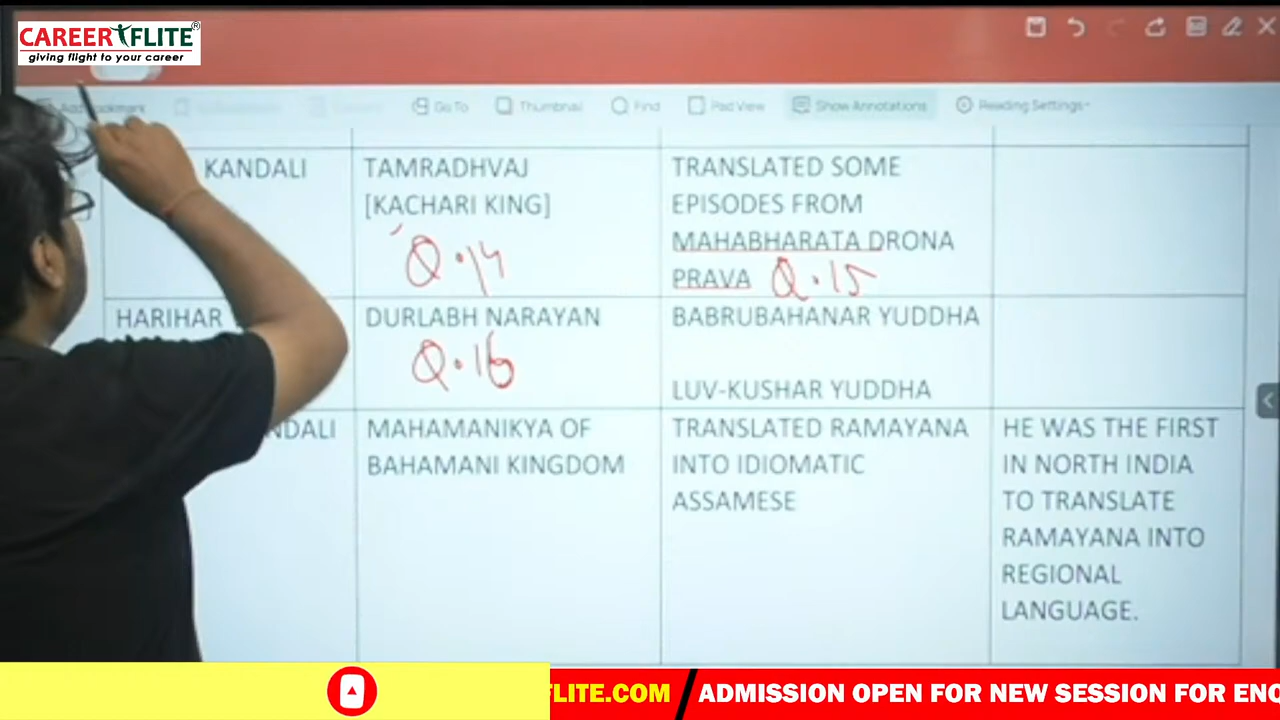 CAREER FLITE®
giving flight to your career
Add Bookmark
Go To
Thumbnail
Find
Pad View
Show Annotations
Reading Settings
KANDALI
TAMRADHVAJ
[KACHARI KING]
Q.14
TRANSLATED SOME
EPISODES FROM
MAHABHARATA DRONA
PRAVA Q.15
HARIHAR
DURLABH NARAYAN
Q.16
BABRUBAHANAR YUDDHA
LUV-KUSHAR YUDDHA
NDALI
MAHAMANIKYA OF
BAHAMANI KINGDOM
TRANSLATED RAMAYANA
INTO IDIOMATIC
ASSAMESE
HE WAS THE FIRST
IN NORTH INDIA
TO TRANSLATE
RAMAYANA INTO
REGIONAL
LANGUAGE.
FLITE.COM
ADMISSION OPEN FOR NEW SESSION FOR ENG